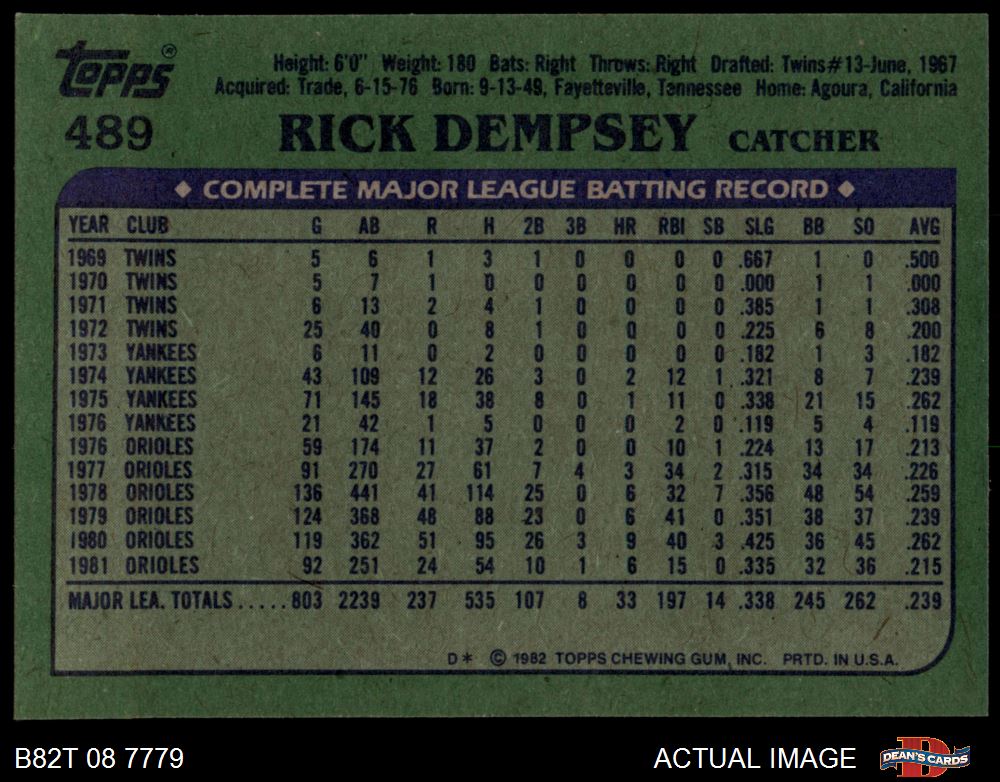 Topps®
Height: 6'0" Weight: 180 Bats: Right Throws: Right Drafted: Twins#13-June, 1967
Acquired: Trade, 6-15-76 Born: 9-13-49, Fayetteville, Tennessee Home: Agoura, California
489 RICK DEMPSEY CATCHER
◆ COMPLETE MAJOR LEAGUE BATTING RECORD ◆
YEAR CLUB G AB R H 2B 3B HR RBI SB SLG BB SO AVG
1969 TWINS 5 6 1 3 1 0 0 0 0 .667 1 0 .500
1970 TWINS 5 7 1 0 0 0 0 0 0 .000 1 1 .000
1971 TWINS 6 13 2 4 1 0 0 0 0 .385 1 1 .308
1972 TWINS 25 40 0 8 1 0 0 0 0 .225 6 8 .200
1973 YANKEES 6 11 0 2 0 0 0 0 0 .182 1 3 .182
1974 YANKEES 43 109 12 26 3 0 2 12 1 .321 8 7 .239
1975 YANKEES 71 145 18 38 8 0 1 11 0 .338 21 15 .262
1976 YANKEES 21 42 1 5 0 0 0 2 0 .119 5 4 .119
1976 ORIOLES 59 174 11 37 2 0 0 10 1 .224 13 17 .213
1977 ORIOLES 91 270 27 61 7 4 3 34 2 .315 34 34 .226
1978 ORIOLES 136 441 41 114 25 0 6 32 7 .356 48 54 .259
1979 ORIOLES 124 368 48 88 23 0 6 41 0 .351 38 37 .239
1980 ORIOLES 119 362 51 95 26 3 9 40 3 .425 36 45 .262
1981 ORIOLES 92 251 24 54 10 1 6 15 0 .335 32 36 .215
MAJOR LEA. TOTALS.....803 2239 237 535 107 8 33 197 14 .338 245 262 .239
D* © 1982 TOPPS CHEWING GUM, INC. PRTD. IN U.S.A.
B82T 08 7779 ACTUAL IMAGE DEAN'S CARDS